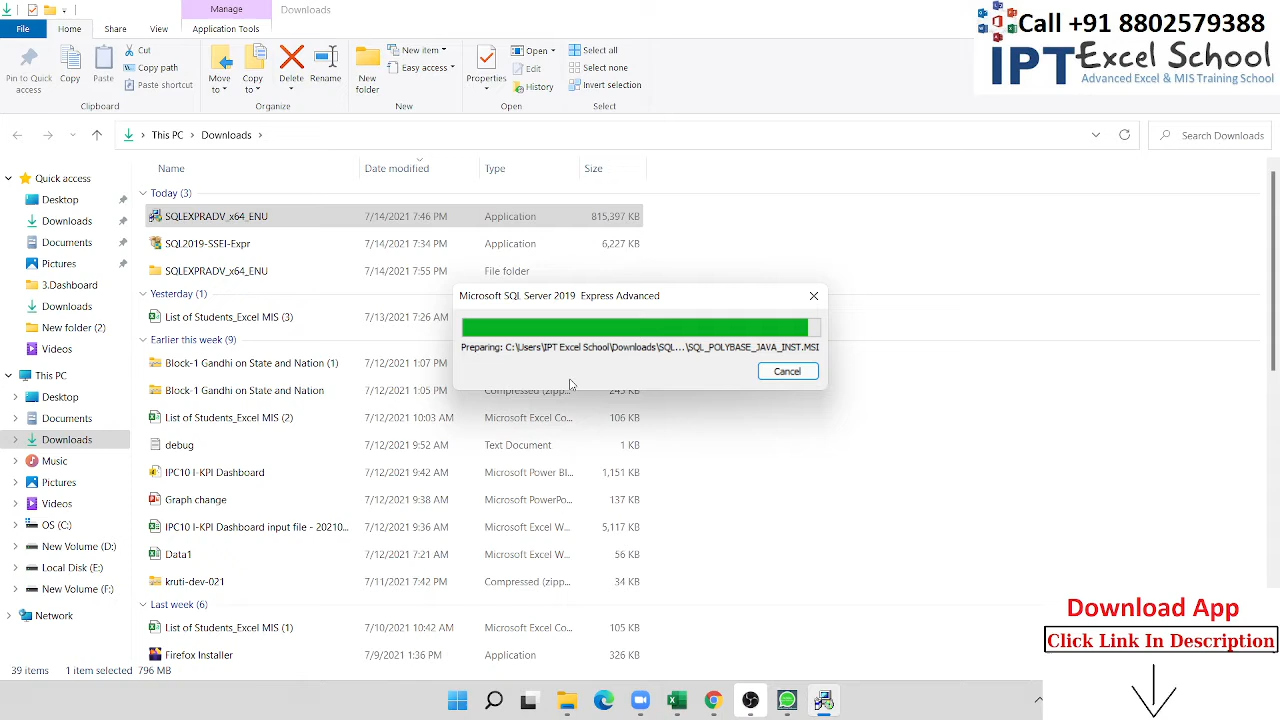 Manage
Downloads
File
Home
Share
View
Application Tools
Pin to Quick access
Copy
Paste
Cut
Copy path
Paste shortcut
Clipboard
Move to
Copy to
Delete
Rename
Organize
New folder
New item
Easy access
New
Properties
Open
Edit
History
Open
Select all
Select none
Invert selection
Select
Call +91 8802579388
IPT Excel School
Advanced Excel & MIS Training School
This PC > Downloads >
Search Downloads
Name
Date modified
Type
Size
Quick access
Desktop
Downloads
Documents
Pictures
3.Dashboard
Downloads
New folder (2)
Videos
This PC
Desktop
Documents
Downloads
Music
Pictures
Videos
OS (C:)
New Volume (D:)
Local Disk (E:)
New Volume (F:)
Network
Today (3)
SQLEXPRADV_x64_ENU 7/14/2021 7:46 PM Application 815,397 KB
SQL2019-SSEI-Expr 7/14/2021 7:34 PM Application 6,227 KB
SQLEXPRADV_x64_ENU 7/14/2021 7:55 PM File folder
Yesterday (1)
List of Students_Excel MIS (3) 7/13/2021 7:26
Earlier this week (9)
Block-1 Gandhi on State and Nation (1) 7/12/2021 1:06 PM
Block-1 Gandhi on State and Nation 7/12/2021 1:05 PM Compressed (zipp... 245 KB
List of Students_Excel MIS (2) 7/12/2021 10:03 AM Microsoft Excel Co... 106 KB
debug 7/12/2021 9:52 AM Text Document 1 KB
IPC10 I-KPI Dashboard 7/12/2021 9:42 AM Microsoft Power BI... 1,151 KB
Graph change 7/12/2021 9:38 AM Microsoft PowerPo... 137 KB
IPC10 I-KPI Dashboard input file - 20210... 7/12/2021 9:36 AM Microsoft Excel W... 5,117 KB
Data1 7/12/2021 7:21 AM Microsoft Excel W... 56 KB
kruti-dev-021 7/11/2021 7:42 PM Compressed (zipp... 34 KB
Last week (6)
List of Students_Excel MIS (1) 7/10/2021 10:42 AM Microsoft Excel Co... 105 KB
Firefox Installer 7/9/2021 1:36 PM Application 326 KB
Microsoft SQL Server 2019 Express Advanced
Preparing: C:\Users\IPT Excel School\Downloads\SQL...\SQL_POLYBASE_JAVA_INST.MSI
Cancel
39 items
1 item selected 796 MB
Download App
Click Link In Description